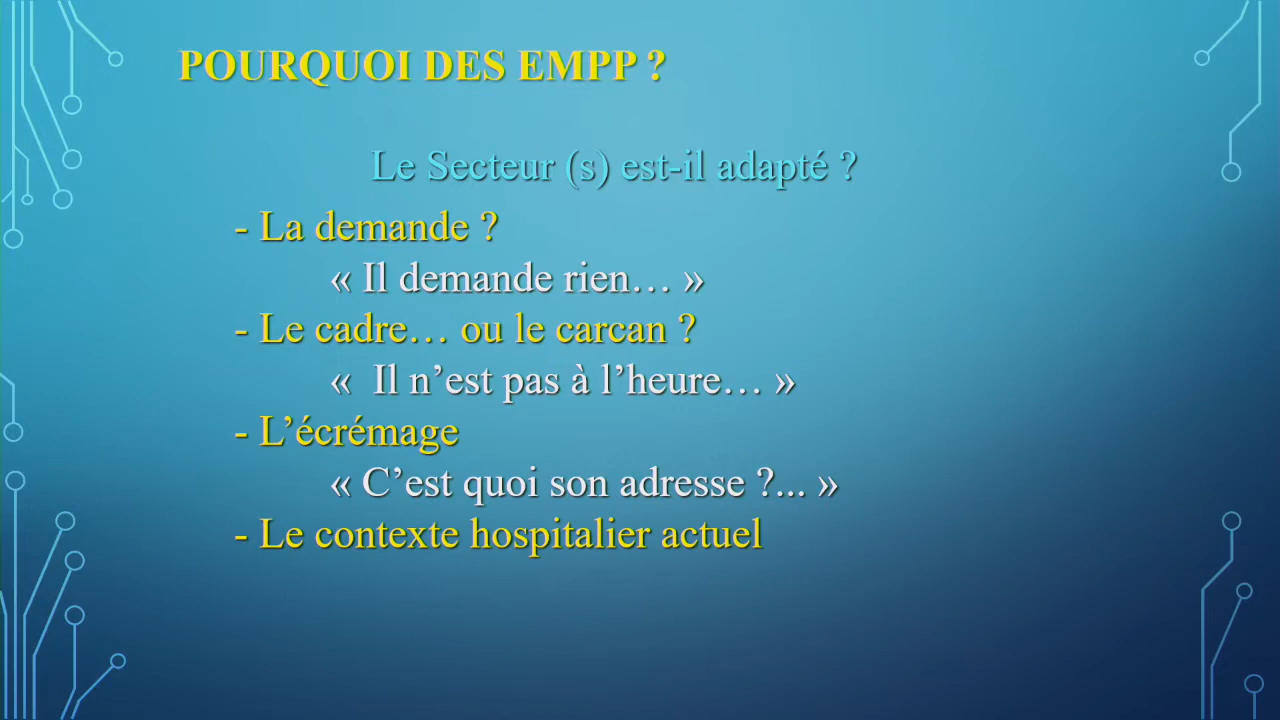 POURQUOI DES EMPP ?
Le Secteur (s) est-il adapté ?
- La demande ?
« Il demande rien… »
- Le cadre… ou le carcan ?
«  Il n’est pas à l’heure… »
- L’écrémage
« C’est quoi son adresse ?... »
- Le contexte hospitalier actuel